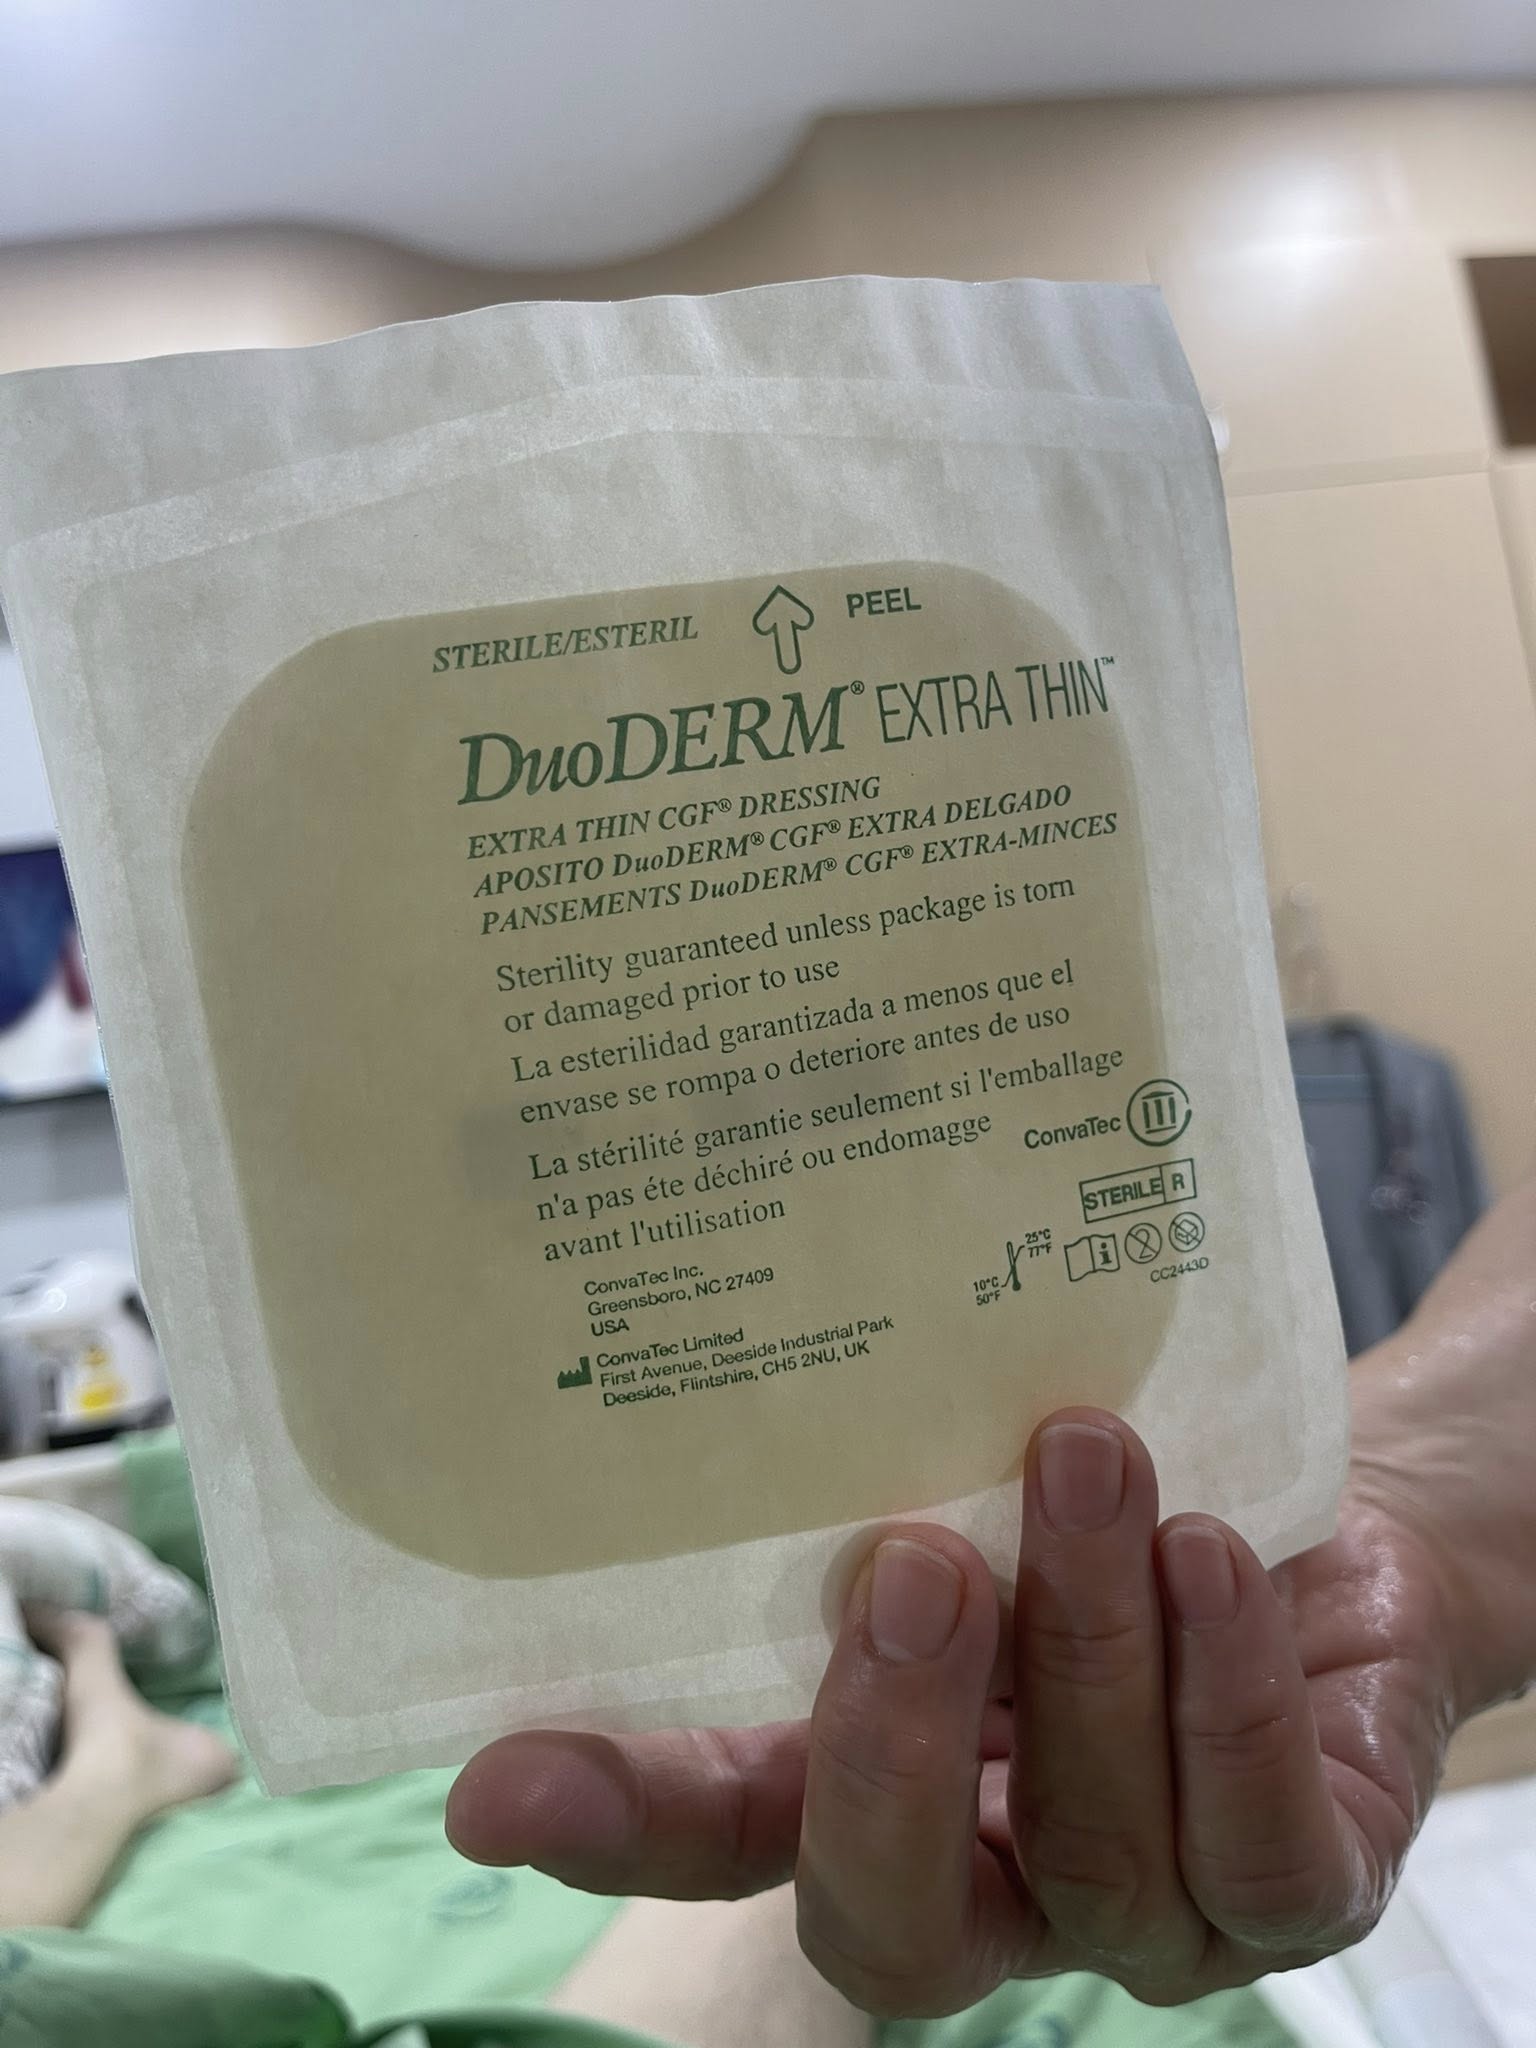 STERILE/ESTERIL
PEEL
DuoDERM® EXTRA THIN™
EXTRA THIN CGF® DRESSING
APOSITO DuoDERM® CGF® EXTRA DELGADO
PANSEMENTS DuoDERM® CGF® EXTRA-MINCES
Sterility guaranteed unless package is torn
or damaged prior to use
La esterilidad garantizada a menos que el
envase se rompa o deteriore antes de uso
La stérilité garantie seulement si l'emballage
n'a pas éte déchiré ou endomagge
avant l'utilisation
ConvaTec
STERILE R
25°C
77°F
10°C
50°F
i
2
CC2443D
ConvaTec Inc.
Greensboro, NC 27409
USA
ConvaTec Limited
First Avenue, Deeside Industrial Park
Deeside, Flintshire, CH5 2NU, UK